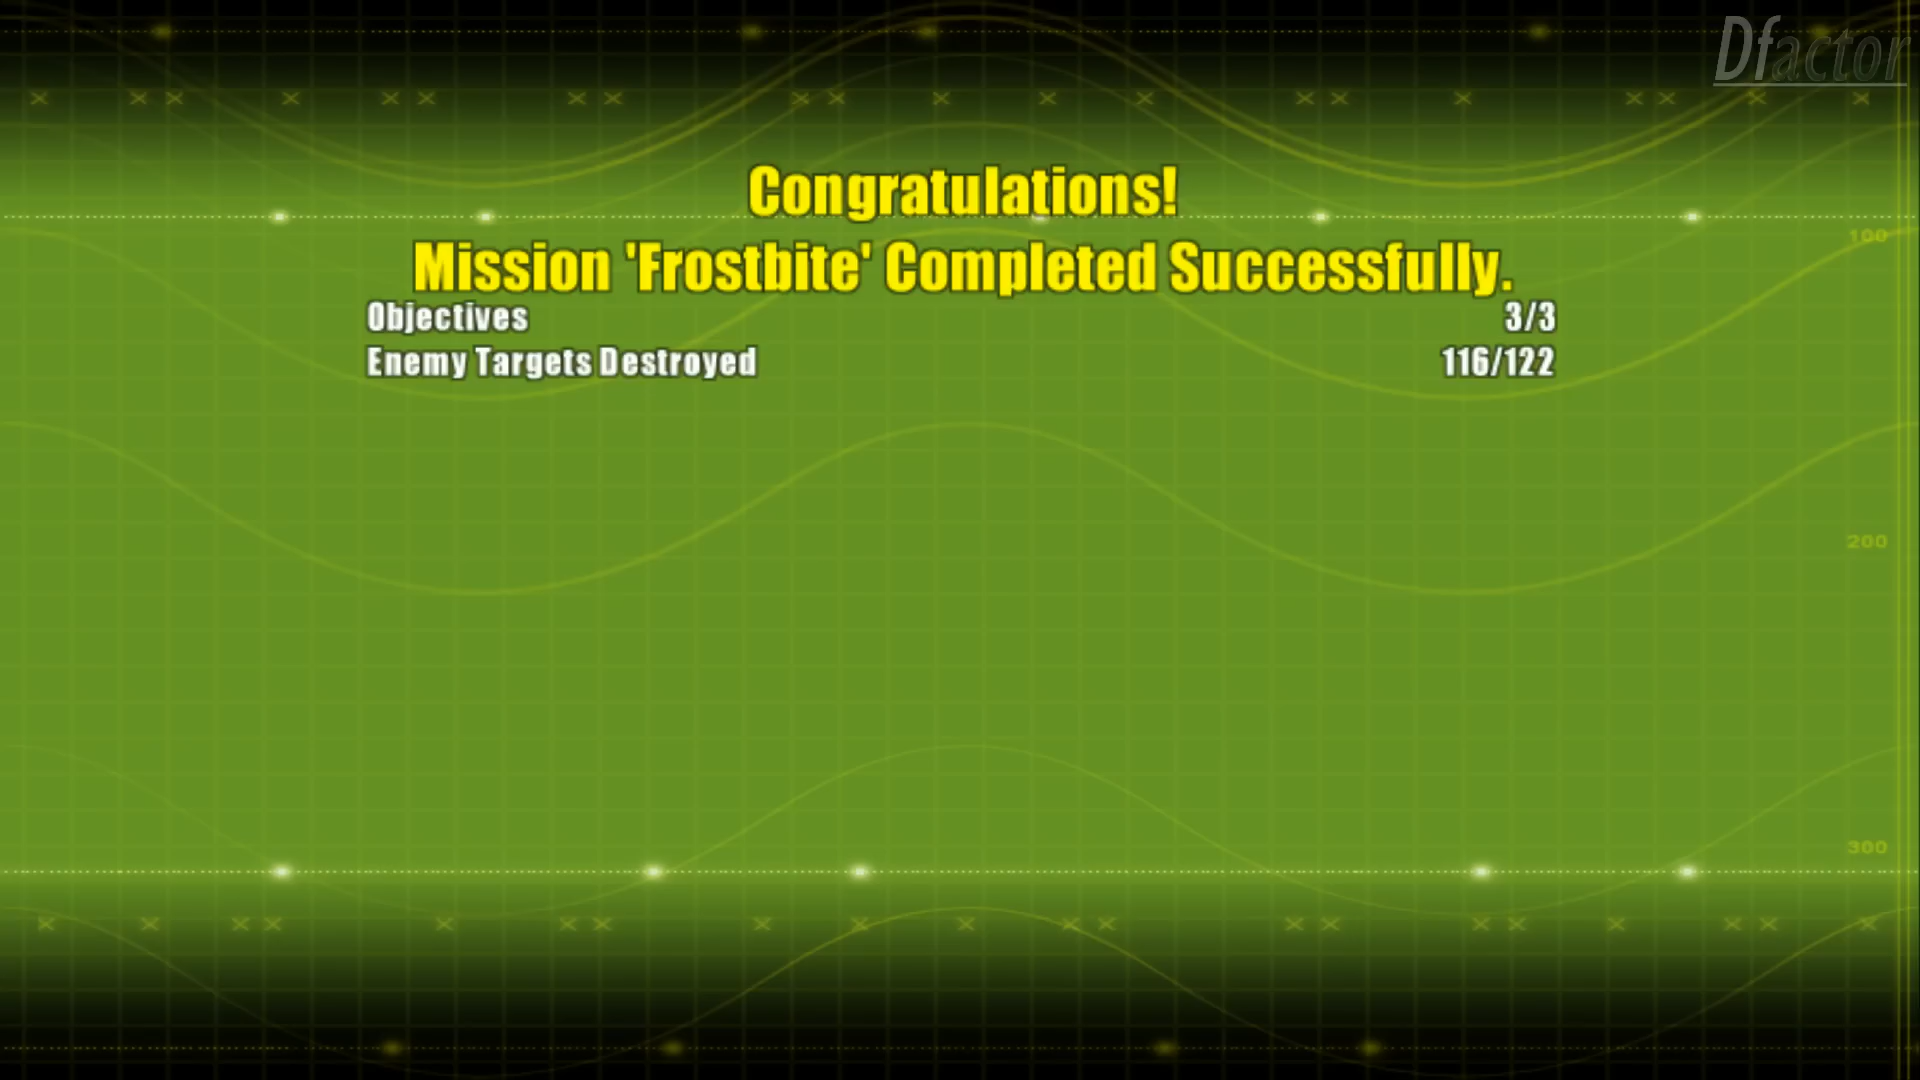 Dfactor
Congratulations!
Mission 'Frostbite' Completed Successfully.
Objectives 3/3
Enemy Targets Destroyed 116/122
100
200
300